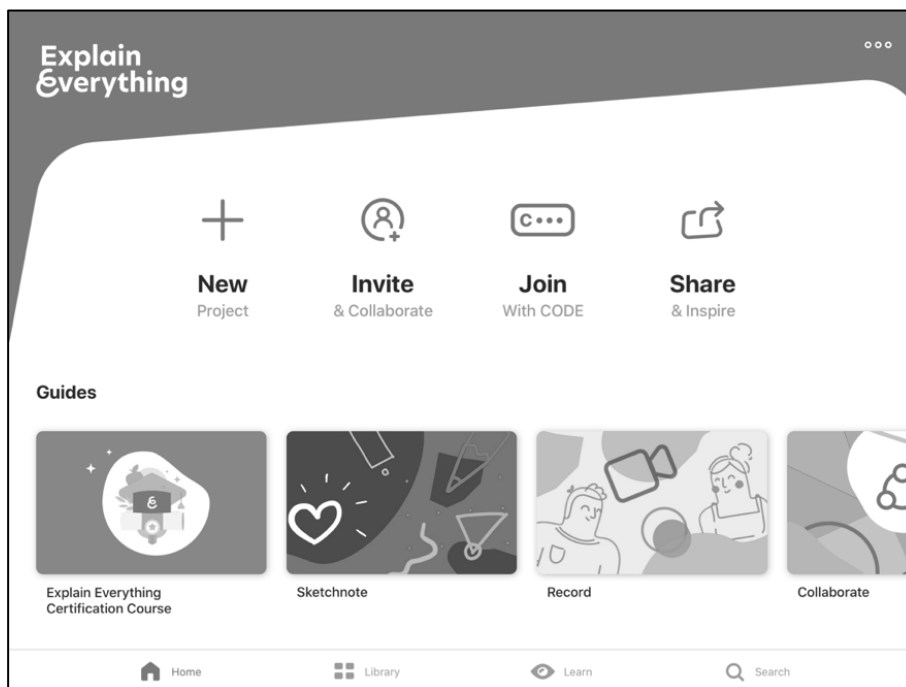 Explain
Everything
New
Project
Invite
& Collaborate
Join
With CODE
Share
& Inspire
Guides
Explain Everything
Certification Course
Sketchnote
Record
Collaborate
Home
Library
Learn
Search